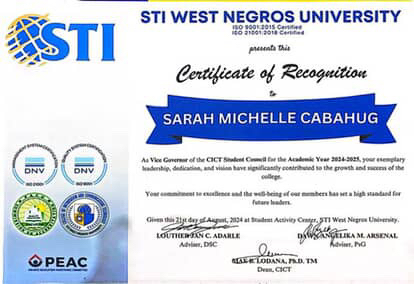 STI
STI WEST NEGROS UNIVERSITY
ISO 9001:2015 Certified
ISO 21001:2018 Certified
presents this
Certificate of Recognition
to
SARAH MICHELLE CABAHUG
As Vice Governor of the CICT Student Council for the Academic Year 2024-2025, your exemplary
leadership, dedication, and vision have significantly contributed to the growth and success of the
college.
Your commitment to excellence and the well-being of our members has set a high standard for
future leaders.
Given this 21st day of August, 2024 at Student Activity Center, STI West Negros University.
LOUTHER JAN C. ADARLE
Adviser, DSC
DAWN ANGELIKA M. ARSENAL
Adviser, PsG
MAE B. LODANA, PH.D. TM
Dean, CICT
DNV
DNV
ISO 21001
ISO 9001
PEAC